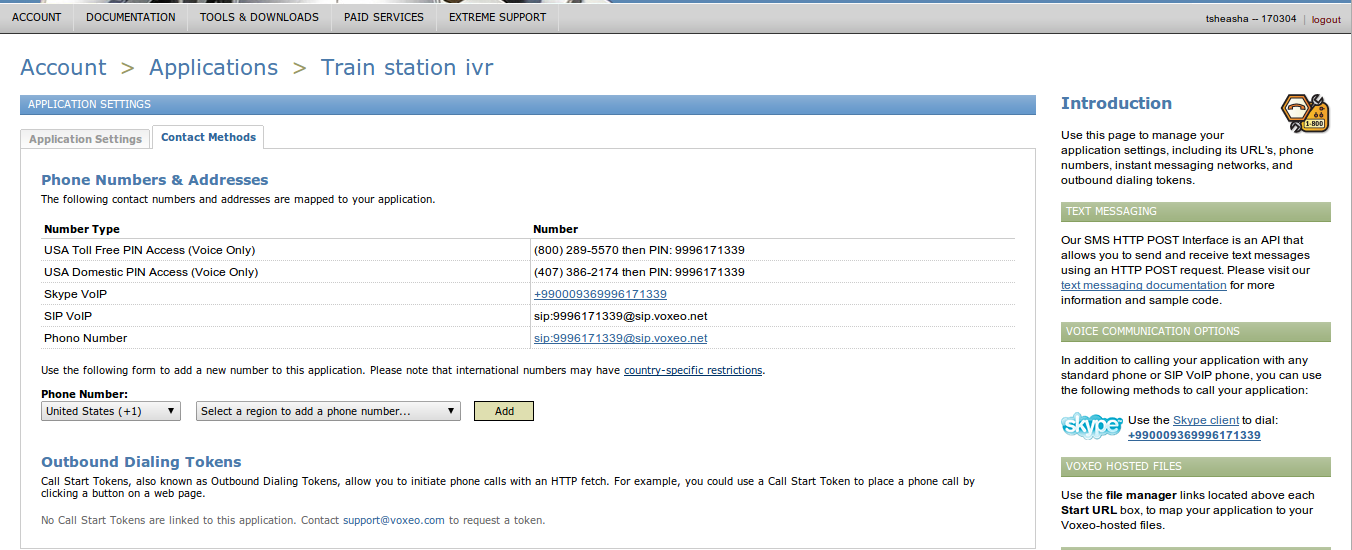 ACCOUNT DOCUMENTATION TOOLS & DOWNLOADS PAID SERVICES EXTREME SUPPORT tsheasha -- 170304 | logout
Account > Applications > Train station ivr
APPLICATION SETTINGS
Application Settings Contact Methods
Phone Numbers & Addresses
The following contact numbers and addresses are mapped to your application.
Number Type Number
USA Toll Free PIN Access (Voice Only) (800) 289-5570 then PIN: 9996171339
USA Domestic PIN Access (Voice Only) (407) 386-2174 then PIN: 9996171339
Skype VoIP +990009369996171339
SIP VoIP sip:9996171339@sip.voxeo.net
Phono Number sip:9996171339@sip.voxeo.net
Use the following form to add a new number to this application. Please note that international numbers may have country-specific restrictions.
Phone Number:
United States (+1) Select a region to add a phone number... Add
Outbound Dialing Tokens
Call Start Tokens, also known as Outbound Dialing Tokens, allow you to initiate phone calls with an HTTP fetch. For example, you could use a Call Start Token to place a phone call by
clicking a button on a web page.
No Call Start Tokens are linked to this application. Contact support@voxeo.com to request a token.
Introduction
1-800
Use this page to manage your
application settings, including its URL's, phone
numbers, instant messaging networks, and
outbound dialing tokens.
TEXT MESSAGING
Our SMS HTTP POST Interface is an API that
allows you to send and receive text messages
using an HTTP POST request. Please visit our
text messaging documentation for more
information and sample code.
VOICE COMMUNICATION OPTIONS
In addition to calling your application with any
standard phone or SIP VoIP phone, you can use
the following methods to call your application:
skype Use the Skype client to dial:
+990009369996171339
VOXEO HOSTED FILES
Use the file manager links located above each
Start URL box, to map your application to your
Voxeo-hosted files.